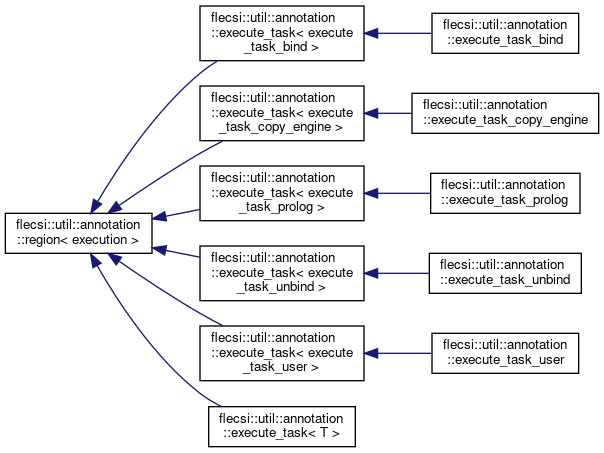 flecsi::util::annotation
::region< execution >
flecsi::util::annotation
::execute_task< execute
_task_bind >
flecsi::util::annotation
::execute_task_bind
flecsi::util::annotation
::execute_task< execute
_task_copy_engine >
flecsi::util::annotation
::execute_task_copy_engine
flecsi::util::annotation
::execute_task< execute
_task_prolog >
flecsi::util::annotation
::execute_task_prolog
flecsi::util::annotation
::execute_task< execute
_task_unbind >
flecsi::util::annotation
::execute_task_unbind
flecsi::util::annotation
::execute_task< execute
_task_user >
flecsi::util::annotation
::execute_task_user
flecsi::util::annotation
::execute_task< T >